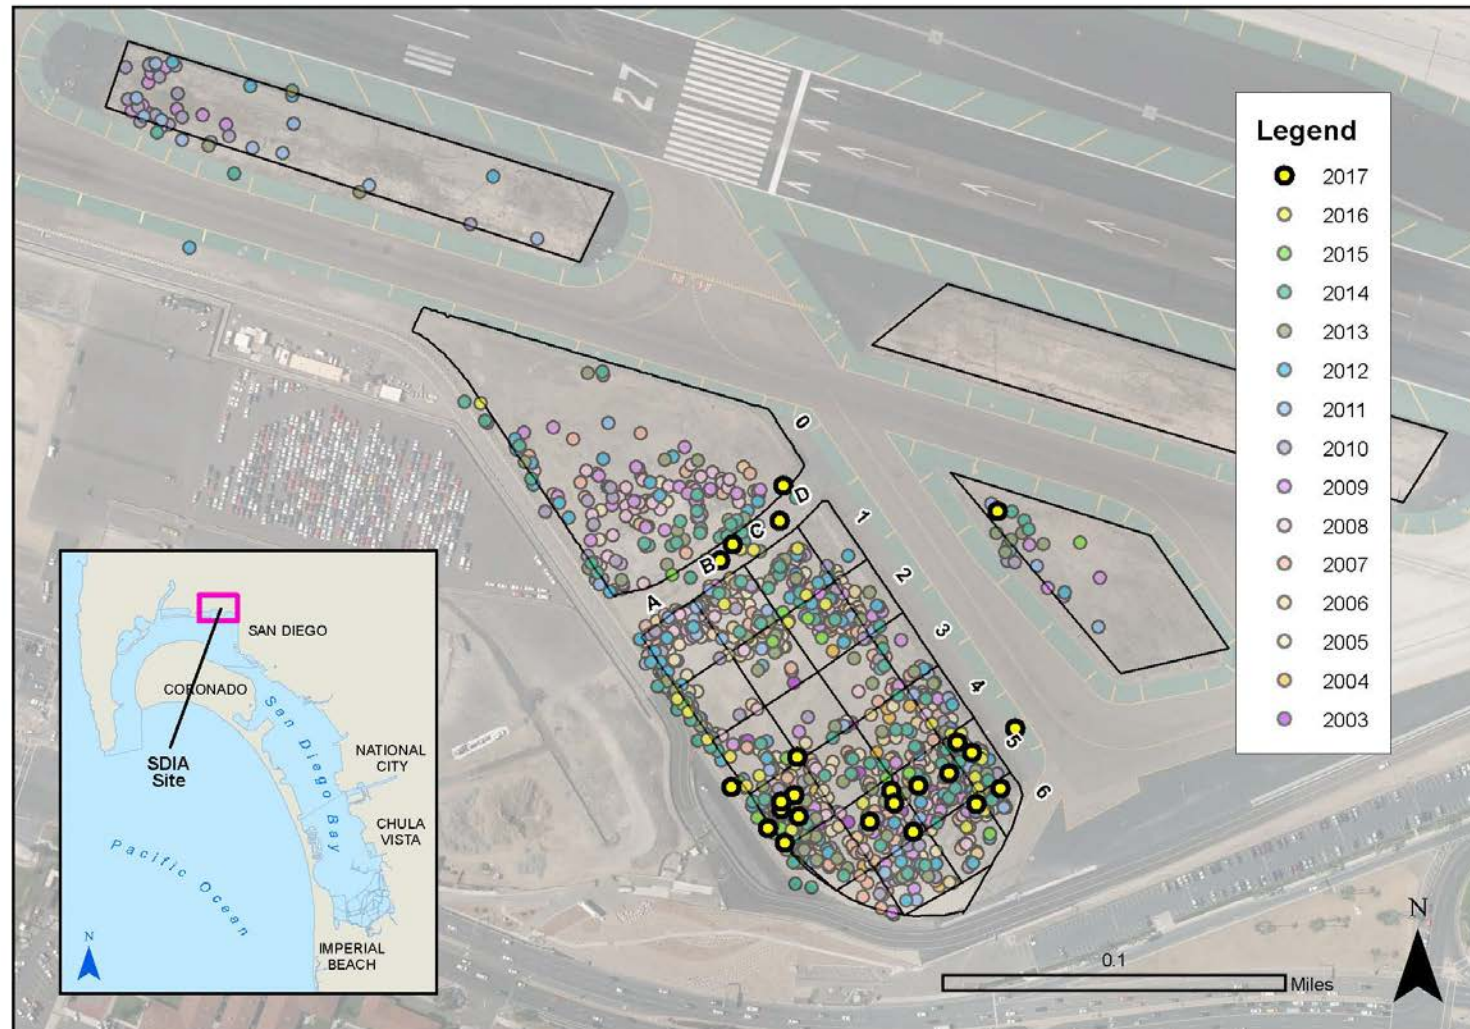 27
Legend
2017
2016
2015
2014
2013
2012
2011
2010
2009
2008
2007
2006
2005
2004
2003
0
D
C
B
A
1
2
3
4
5
6
SAN DIEGO
CORONADO
San Diego Bay
SDIA
Site
NATIONAL
CITY
CHULA
VISTA
Pacific Ocean
IMPERIAL
BEACH
N
0.1
Miles
N